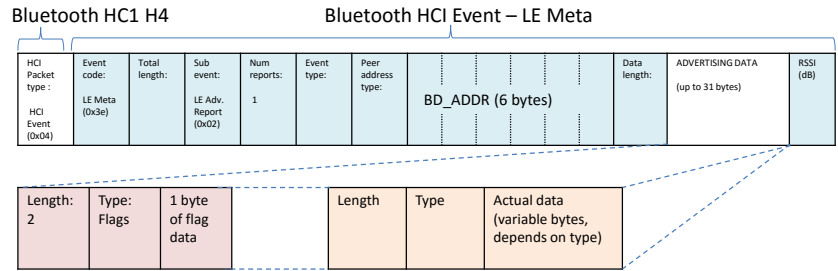 Bluetooth HC1 H4
Bluetooth HCI Event – LE Meta
HCI
Packet
type :
HCI
Event
(0x04)
Event
code:
LE Meta
(0x3e)
Total
length:
Sub
event:
LE Adv.
Report
(0x02)
Num
reports:
1
Event
type:
Peer
address
type:
BD_ADDR (6 bytes)
Data
length:
ADVERTISING DATA
(up to 31 bytes)
RSSI
(dB)
Length:
2
Type:
Flags
1 byte
of flag
data
Length
Type
Actual data
(variable bytes,
depends on type)